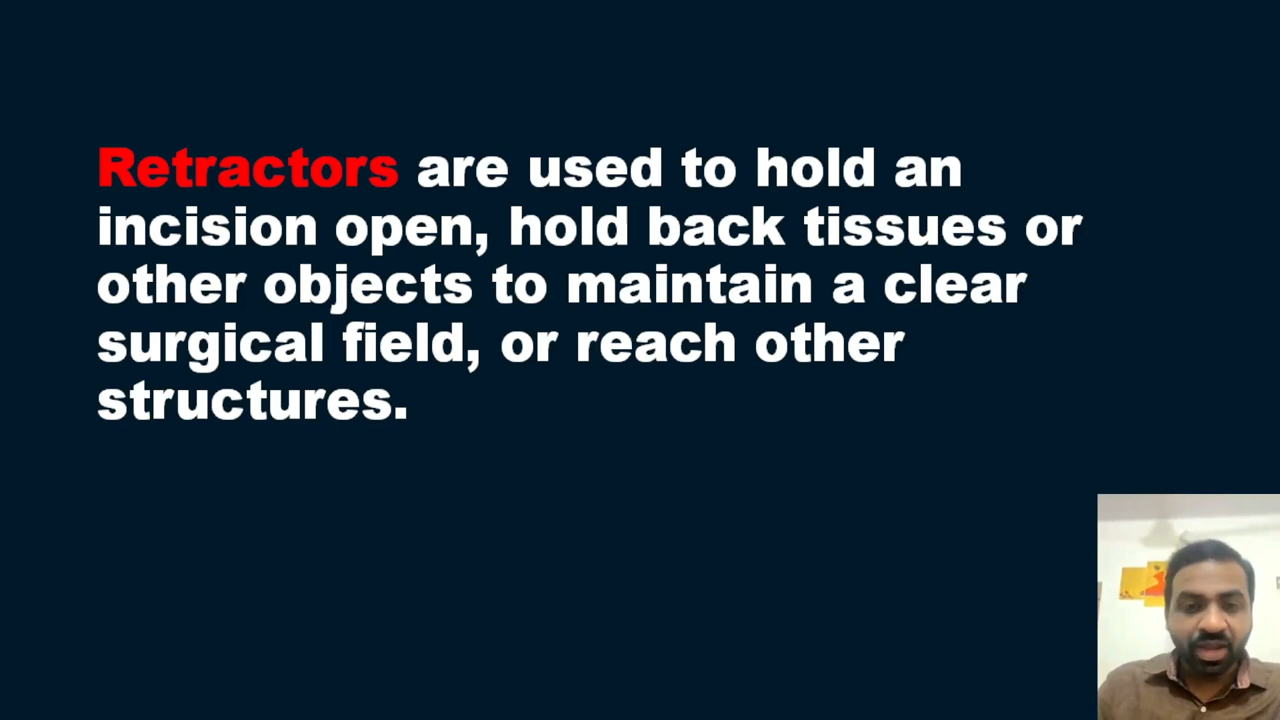 Retractors are used to hold an
incision open, hold back tissues or
other objects to maintain a clear
surgical field, or reach other
structures.